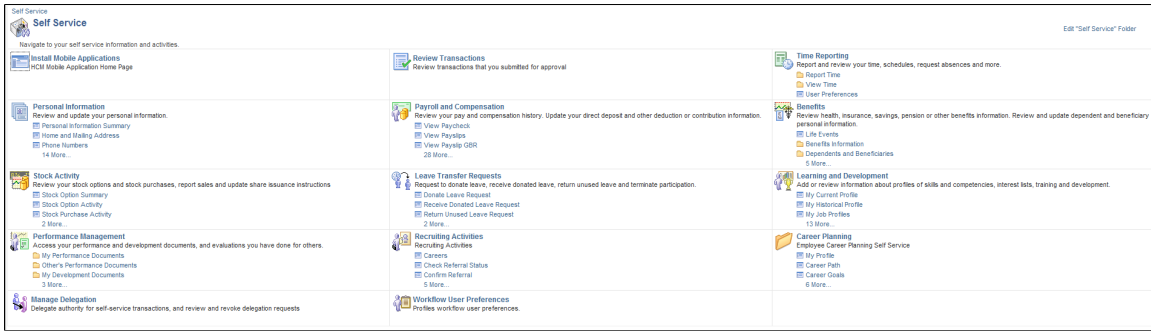 Self Service
Self Service
Edit "Self Service" Folder
Navigate to your self service information and activities.
Install Mobile Applications
HCM Mobile Application Home Page
Review Transactions
Review transactions that you submitted for approval
Time Reporting
Report and review your time, schedules, request absences and more.
Report Time
View Time
User Preferences
Personal Information
Review and update your personal information.
Personal Information Summary
Home and Mailing Address
Phone Numbers
14 More...
Payroll and Compensation
Review your pay and compensation history. Update your direct deposit and other deduction or contribution information.
View Paycheck
View Payslips
View Payslip GBR
28 More...
Benefits
Review health, insurance, savings, pension or other benefits information. Review and update dependent and beneficiary
personal information.
Life Events
Benefits Information
Dependents and Beneficiaries
5 More...
Stock Activity
Review your stock options and stock purchases, report sales and update share issuance instructions
Stock Option Summary
Stock Option Activity
Stock Purchase Activity
2 More...
Leave Transfer Requests
Request to donate leave, receive donated leave, return unused leave and terminate participation.
Donate Leave Request
Receive Donated Leave Request
Return Unused Leave Request
2 More...
Learning and Development
Add or review information about profiles of skills and competencies, interest lists, training and development.
My Current Profile
My Historical Profile
My Job Profiles
13 More...
Performance Management
Access your performance and development documents, and evaluations you have done for others.
My Performance Documents
Other's Performance Documents
My Development Documents
3 More...
Recruiting Activities
Recruiting Activities
Careers
Check Referral Status
Confirm Referral
5 More...
Career Planning
Employee Career Planning Self Service
My Profile
Career Path
Career Goals
6 More...
Manage Delegation
Delegate authority for self-service transactions, and review and revoke delegation requests
Workflow User Preferences
Profiles workflow user preferences.